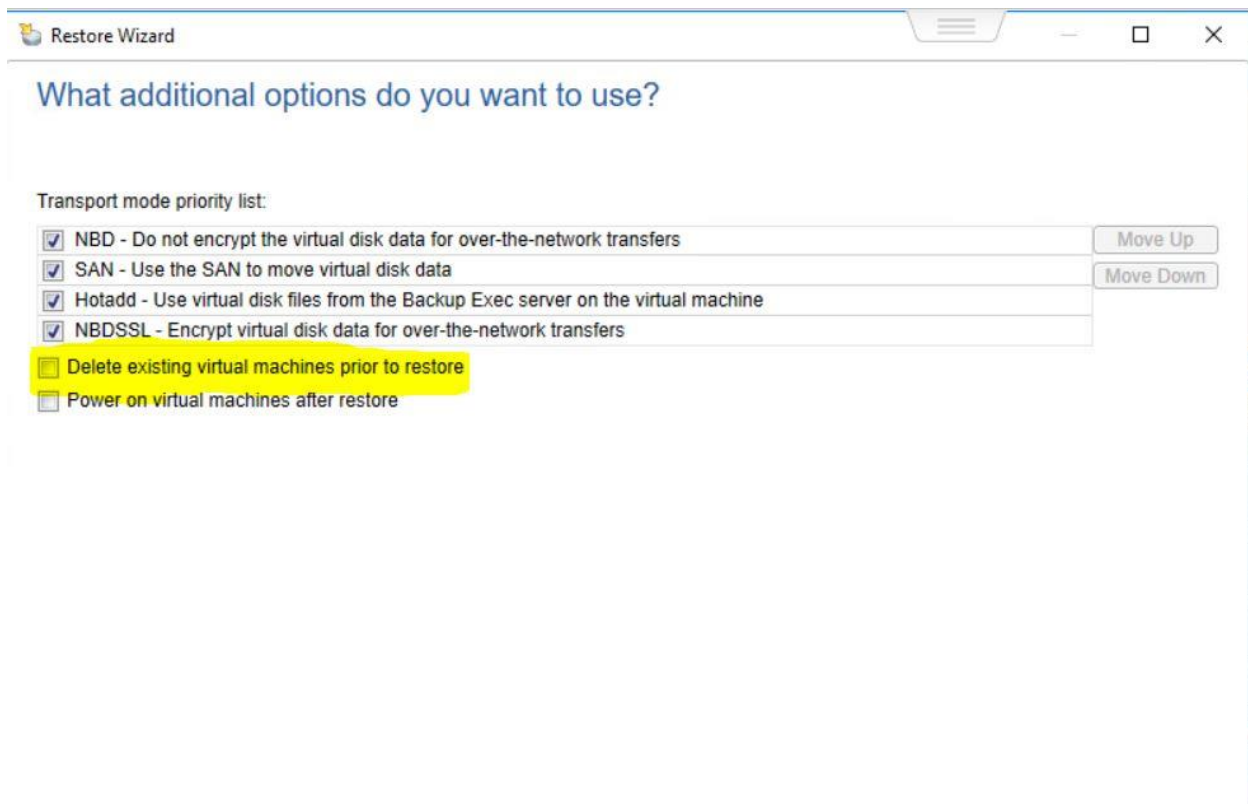 Restore Wizard
What additional options do you want to use?
Transport mode priority list:
NBD - Do not encrypt the virtual disk data for over-the-network transfers
Move Up
SAN - Use the SAN to move virtual disk data
Move Down
Hotadd - Use virtual disk files from the Backup Exec server on the virtual machine
NBDSSL - Encrypt virtual disk data for over-the-network transfers
Delete existing virtual machines prior to restore
Power on virtual machines after restore